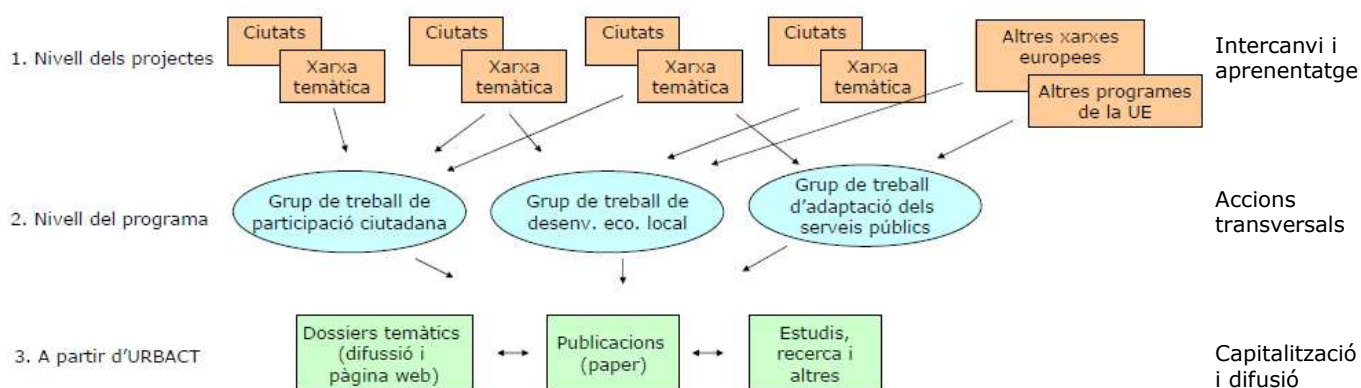 1. Nivell dels projectes
Ciutats
Xarxa
temàtica
Ciutats
Xarxa
temàtica
Ciutats
Xarxa
temàtica
Ciutats
Xarxa
temàtica
Altres xarxes
europees
Altres programes
de la UE
Intercanvi i
aprenentatge
2. Nivell del programa
Grup de treball de
participació ciutadana
Grup de treball de
desenv. eco. local
Grup de treball
d'adaptació dels
serveis públics
Accions
transversals
3. A partir d'URBACT
Dossiers temàtics
(difussió i
pàgina web)
Publicacions
(paper)
Estudis,
recerca i
altres
Capitalització
i difusió